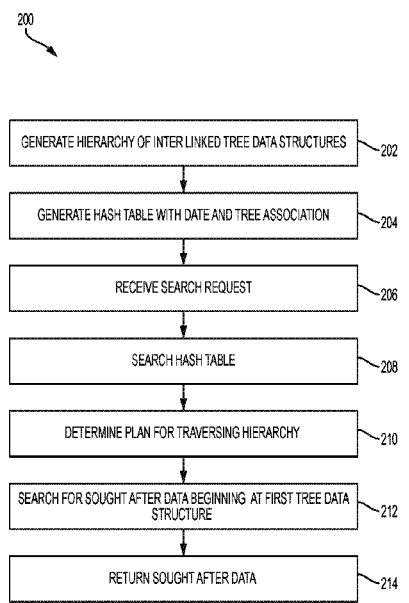 200
GENERATE HIERARCHY OF INTER LINKED TREE DATA STRUCTURES
202
GENERATE HASH TABLE WITH DATE AND TREE ASSOCIATION
204
RECEIVE SEARCH REQUEST
206
SEARCH HASH TABLE
208
DETERMINE PLAN FOR TRAVERSING HIERARCHY
210
SEARCH FOR SOUGHT AFTER DATA BEGINNING AT FIRST TREE DATA
STRUCTURE
212
RETURN SOUGHT AFTER DATA
214